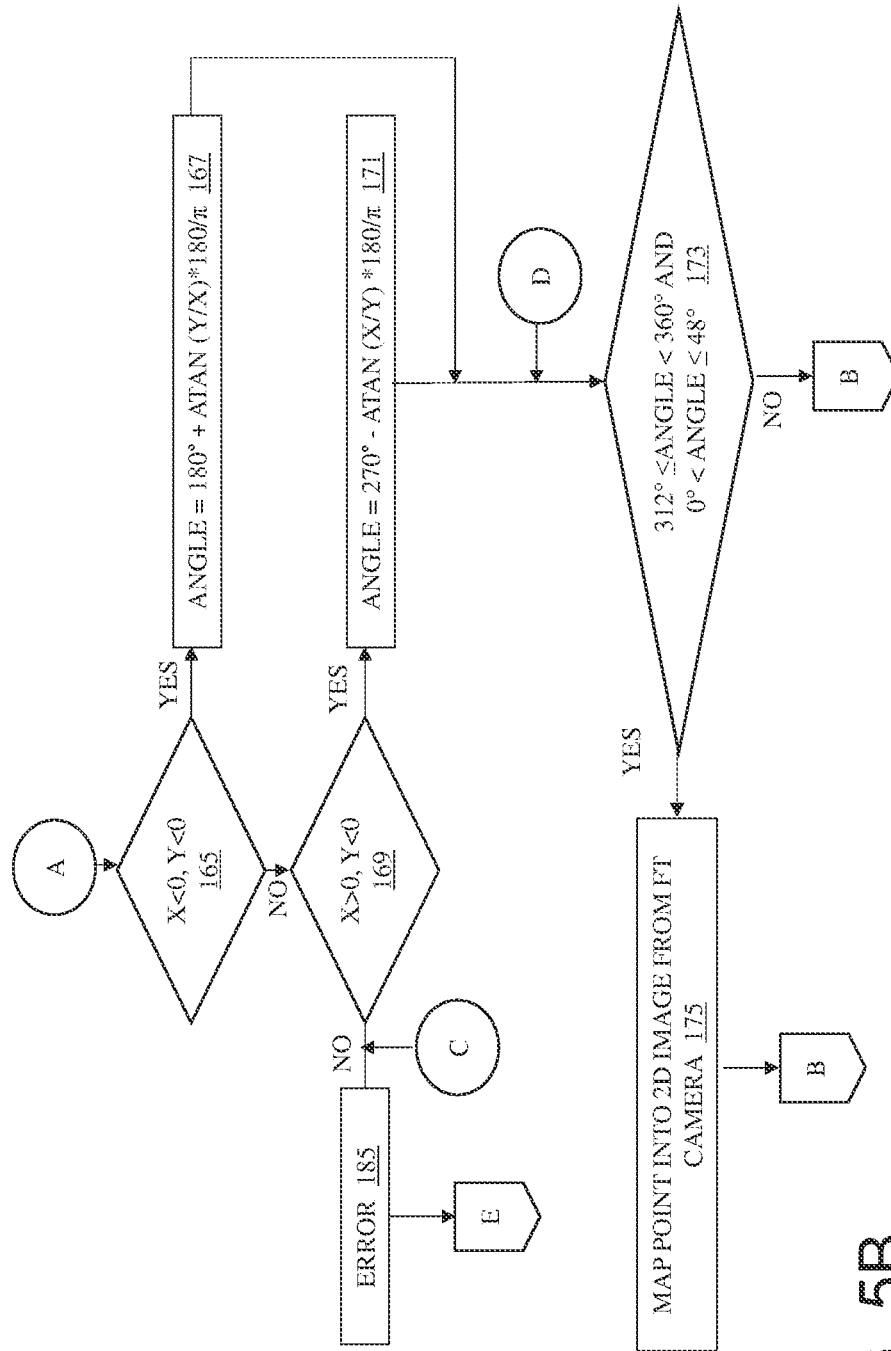 A
X<0, Y<0
165
YES
ANGLE = 180° + ATAN (Y/X)*180/π 167
NO
X>0, Y<0
169
YES
ANGLE = 270° - ATAN (X/Y) *180/π 171
NO
C
ERROR 185
E
D
312° ≤ANGLE < 360° AND
0° < ANGLE ≤ 48° 173
YES
NO
MAP POINT INTO 2D IMAGE FROM FT
CAMERA 175
B
B
5B